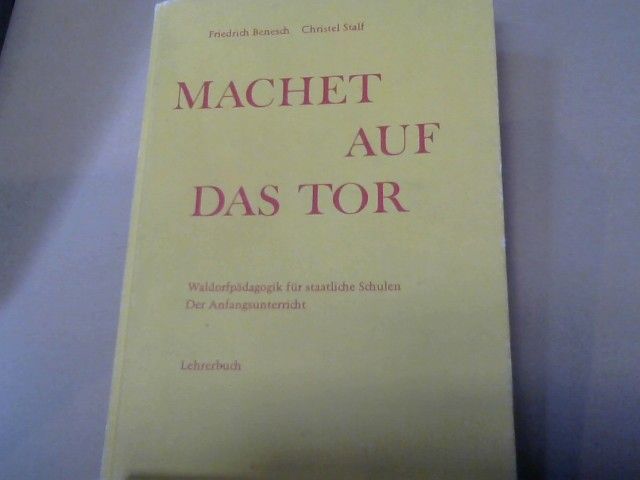 Friedrich Benesch Christel Stalf
MACHET
AUF
DAS TOR
Waldorfpädagogik für staatliche Schulen
Der Anfangsunterricht
Lehrerbuch